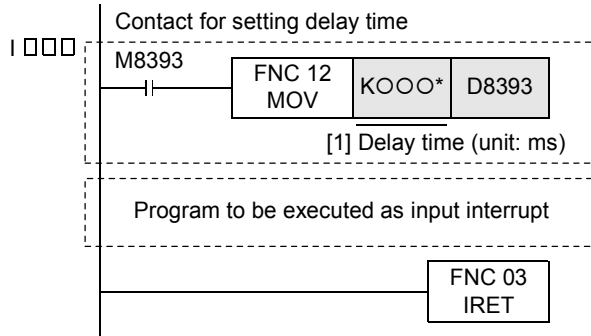 Contact for setting delay time
I □□□
M8393
FNC 12
MOV
K○○○*
D8393
[1] Delay time (unit: ms)
Program to be executed as input interrupt
FNC 03
IRET